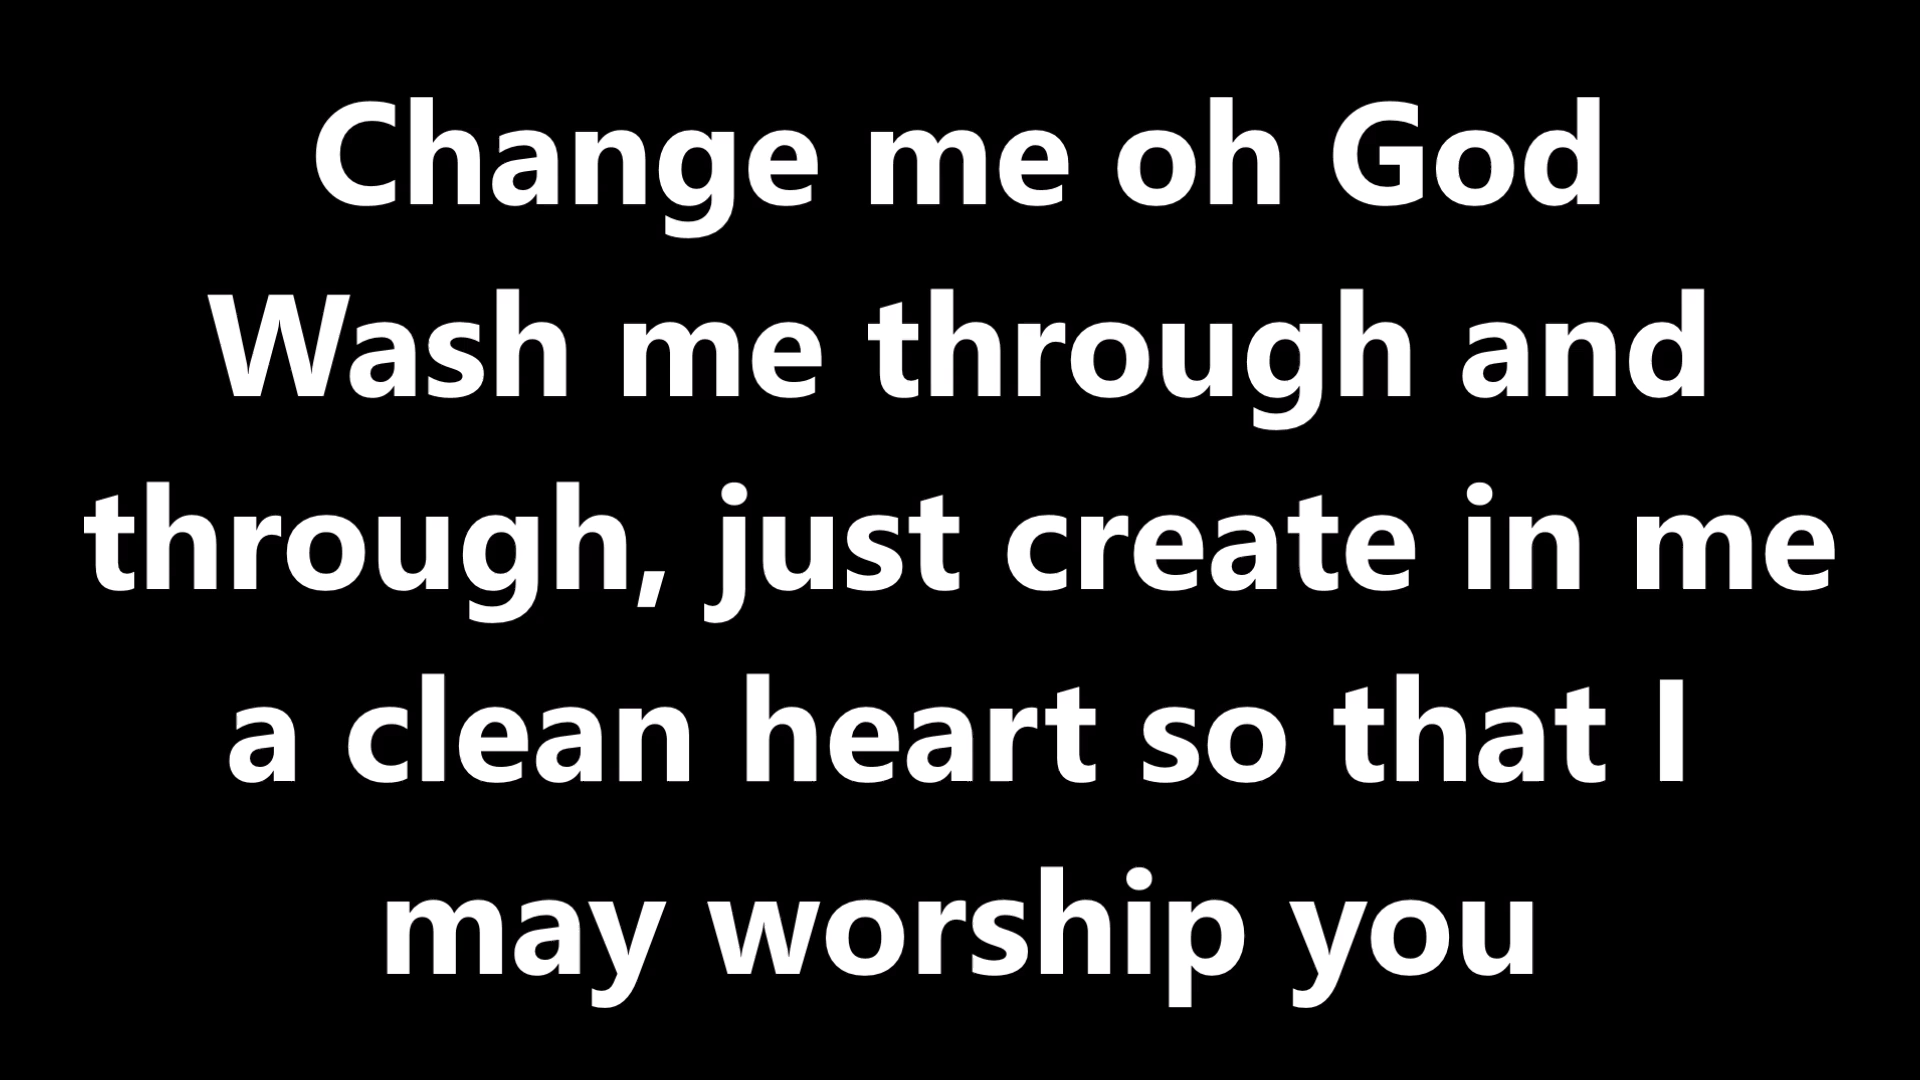 Change me oh God
Wash me through and
through, just create in me
a clean heart so that I
may worship you